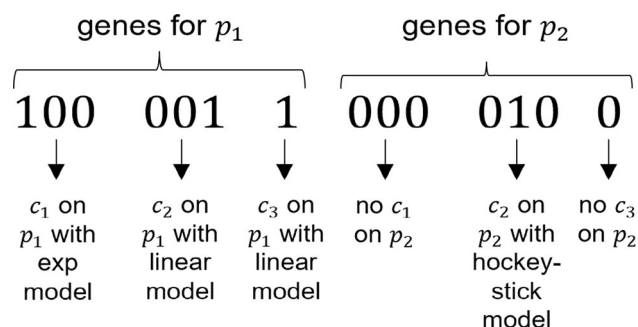 genes for p₁ genes for p₂
100 001 1 000 010 0
c₁ on c₂ on c₃ on no c₁ c₂ on no c₃
p₁ with p₁ with p₁ with on p₂ p₂ with on p₂
exp linear linear hockey-
model model model stick
model